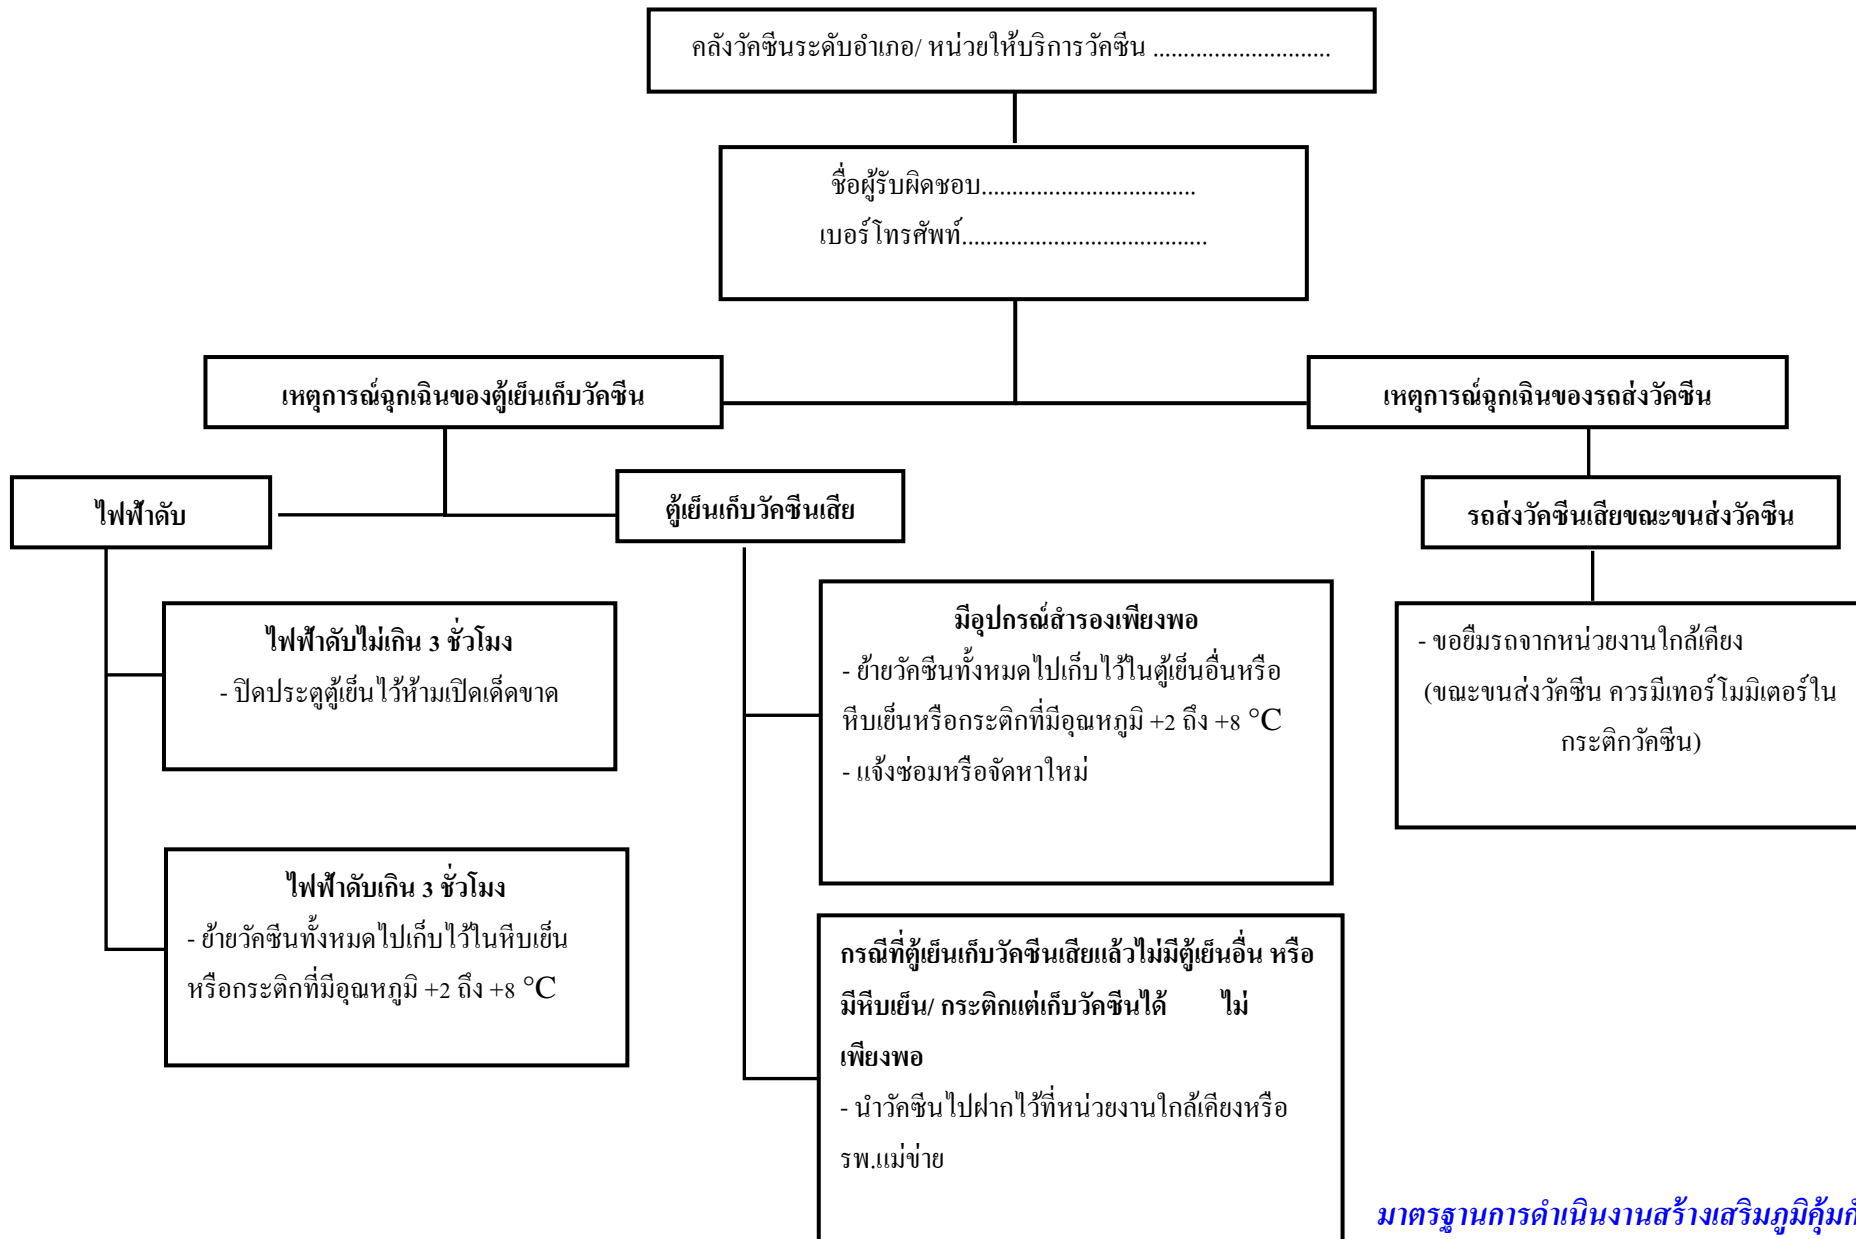 คลังวัคซีนระดับอำเภอ/ หน่วยให้บริการวัคซีน .............................
ชื่อผู้รับผิดชอบ...................................
เบอร์โทรศัพท์........................................
เหตุการณ์ฉุกเฉินของตู้เย็นเก็บวัคซีน
เหตุการณ์ฉุกเฉินของรถส่งวัคซีน
ไฟฟ้าดับ
ตู้เย็นเก็บวัคซีนเสีย
รถส่งวัคซีนเสียขณะขนส่งวัคซีน
ไฟฟ้าดับไม่เกิน 3 ชั่วโมง
- ปิดประตูตู้เย็นไว้ห้ามเปิดเด็ดขาด
ไฟฟ้าดับเกิน 3 ชั่วโมง
- ย้ายวัคซีนทั้งหมดไปเก็บไว้ในหีบเย็น
หรือกระติกที่มีอุณหภูมิ +2 ถึง +8 °C
มีอุปกรณ์สำรองเพียงพอ
- ย้ายวัคซีนทั้งหมดไปเก็บไว้ในตู้เย็นอื่นหรือ
หีบเย็นหรือกระติกที่มีอุณหภูมิ +2 ถึง +8 °C
- แจ้งซ่อมหรือจัดหาใหม่
กรณีที่ตู้เย็นเก็บวัคซีนเสียแล้วไม่มีตู้เย็นอื่น หรือ
มีหีบเย็น/ กระติกแต่เก็บวัคซีนได้ ไม่
เพียงพอ
- นำวัคซีนไปฝากไว้ที่หน่วยงานใกล้เคียงหรือ
รพ.แม่ข่าย
- ขอยืมรถจากหน่วยงานใกล้เคียง
(ขณะขนส่งวัคซีน ควรมีเทอร์โมมิเตอร์ใน
กระติกวัคซีน)
มาตรฐานการดำเนินงานสร้างเสริมภูมิคุ้มกั